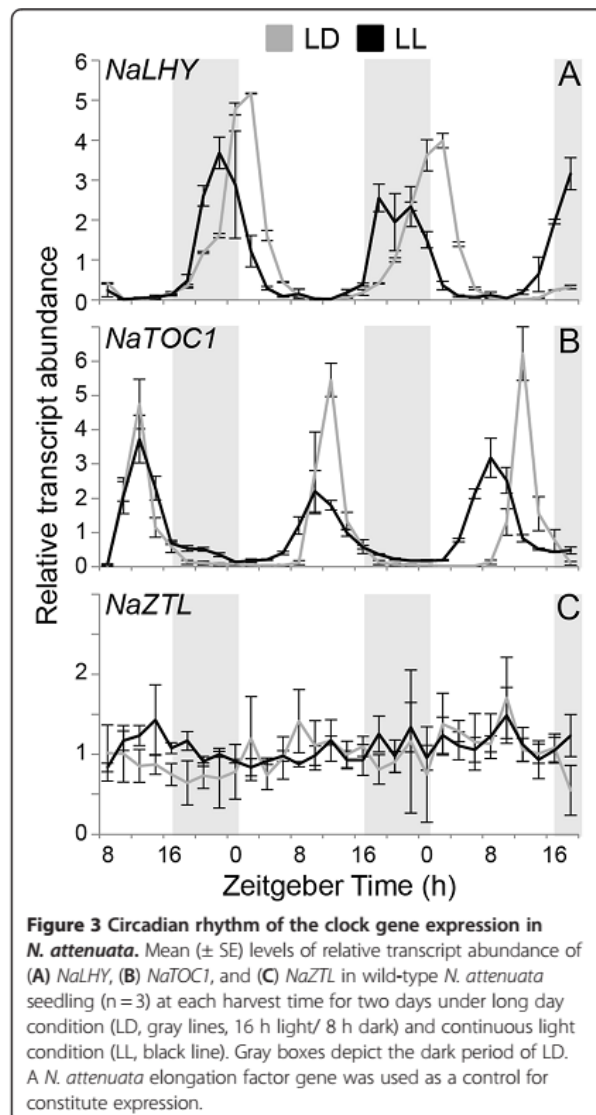 LD LL
6
5
4
3
2
1
0
NaLHY
A
6
5
4
3
2
1
0
NaTOC1
B
2
1
0
NaZTL
C
Relative transcript abundance
8 16 0 8 16 0 8 16
Zeitgeber Time (h)
Figure 3 Circadian rhythm of the clock gene expression in
N. attenuata. Mean (± SE) levels of relative transcript abundance of
(A) NaLHY, (B) NaTOC1, and (C) NaZTL in wild-type N. attenuata
seedling (n = 3) at each harvest time for two days under long day
condition (LD, gray lines, 16 h light/ 8 h dark) and continuous light
condition (LL, black line). Gray boxes depict the dark period of LD.
A N. attenuata elongation factor gene was used as a control for
constitute expression.